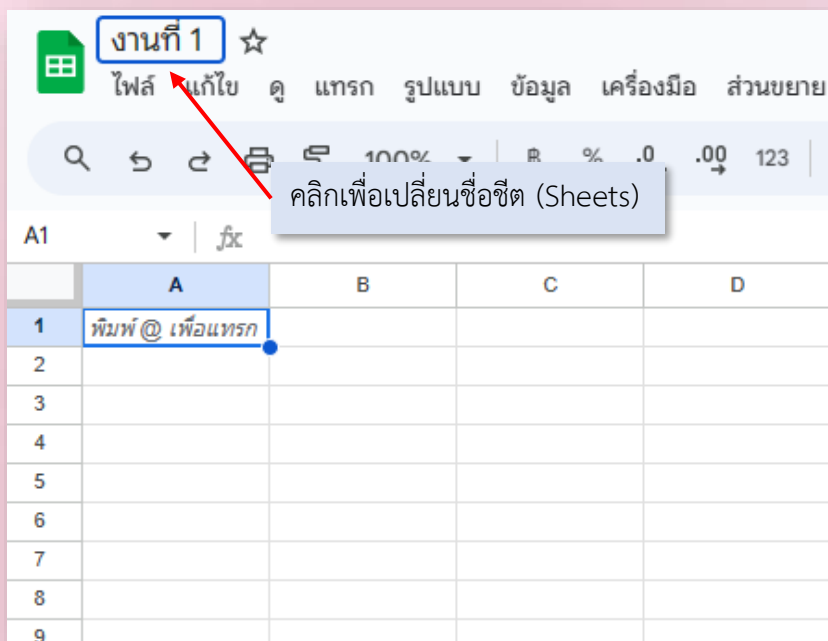 งานที่ 1
ไฟล์ แก้ไข ดู แทรก รูปแบบ ข้อมูล เครื่องมือ ส่วนขยาย
100% % .0 .00 123
คลิกเพื่อเปลี่ยนชื่อชีต (Sheets)
A1 fx
A B C D
1 พิมพ์ @ เพื่อแทรก
2
3
4
5
6
7
8
9